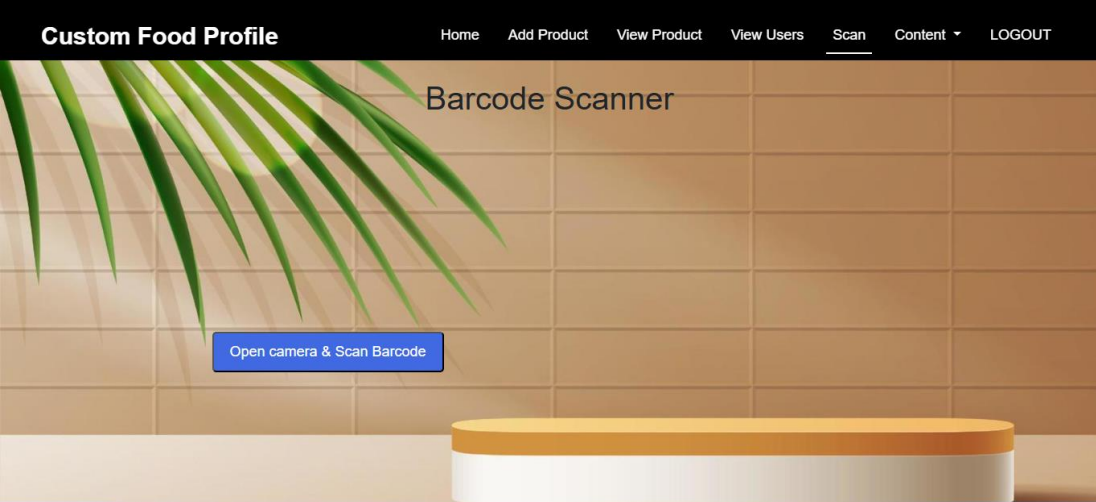 Custom Food Profile Home Add Product View Product View Users Scan Content LOGOUT
Barcode Scanner
Open camera & Scan Barcode